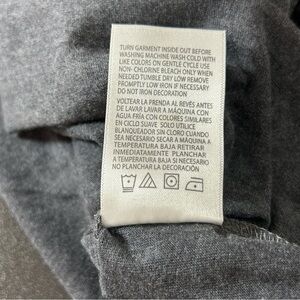 TURN GARMENT INSIDE OUT BEFORE
WASHING MACHINE WASH COLD WITH
LIKE COLORS ON GENTLE CYCLE USE
NON-CHLORINE BLEACH ONLY WHEN
NEEDED TUMBLE DRY LOW REMOVE
PROMPTLY LOW IRON IF NECESSARY
DO NOT IRON DECORATION
VOLTEAR LA PRENDA AL REVÉS ANTES
DE LAVAR LAVAR A MÁQUINA CON
AGUA FRÍA CON COLORES SIMILARES
EN CICLO SUAVE SOLO UTILICE
BLANQUEADOR SIN CLORO CUANDO
SEA NECESARIO SECAR A MÁQUINA A
TEMPERATURA BAJA RETIRAR
INMEDIATAMENTE PLANCHAR
A TEMPERATURA BAJA SI NECESARIO
NO PLANCHAR LA DECORACIÓN